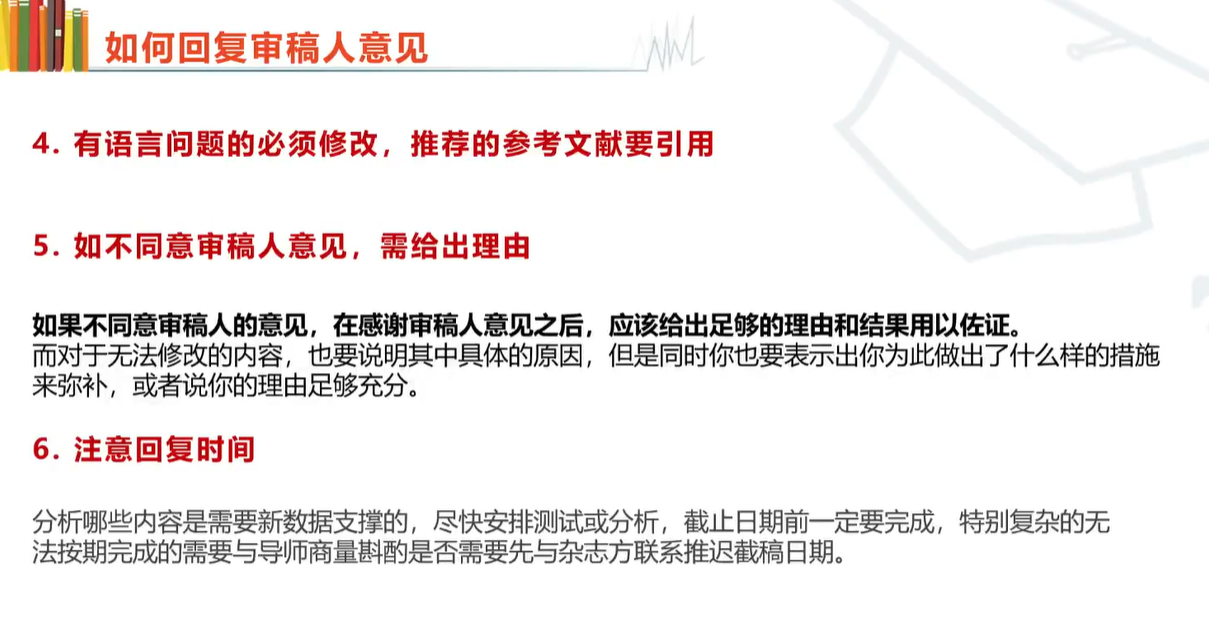 如何回复审稿人意见
4. 有语言问题的必须修改，推荐的参考文献要引用
5. 如不同意审稿人意见，需给出理由
如果不同意审稿人的意见，在感谢审稿人意见之后，应该给出足够的理由和结果用以佐证。
而对于无法修改的内容，也要说明其中具体的原因，但是同时你也要表示出你为此做出了什么样的措施
来弥补，或者说你的理由足够充分。
6. 注意回复时间
分析哪些内容是需要新数据支撑的，尽快安排测试或分析，截止日期前一定要完成，特别复杂的无
法按期完成的需要与导师商量斟酌是否需要先与杂志方联系推迟截稿日期。